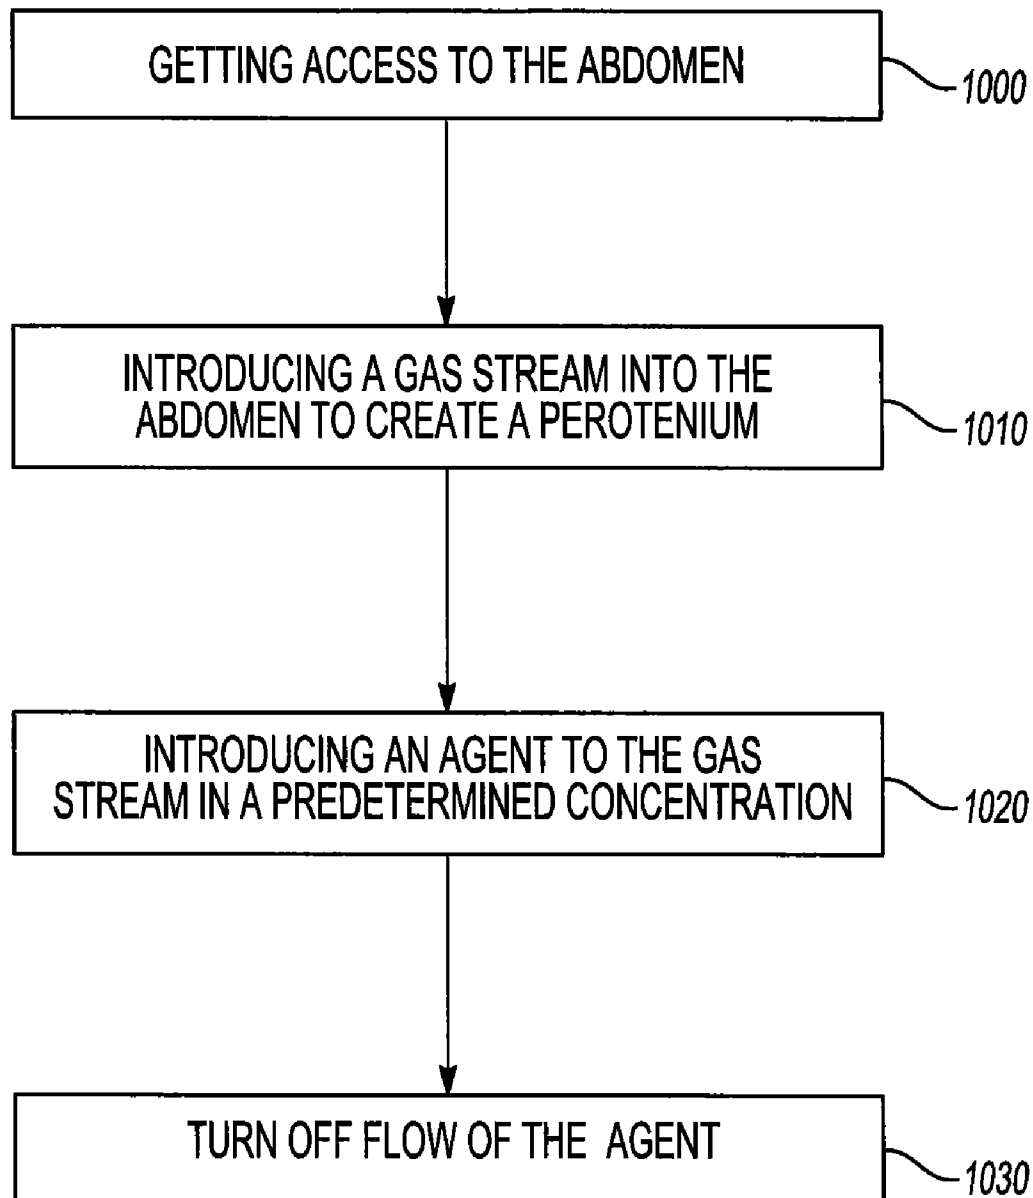 GETTING ACCESS TO THE ABDOMEN
1000
INTRODUCING A GAS STREAM INTO THE
ABDOMEN TO CREATE A PEROTENIUM
1010
INTRODUCING AN AGENT TO THE GAS
STREAM IN A PREDETERMINED CONCENTRATION
1020
TURN OFF FLOW OF THE AGENT
1030